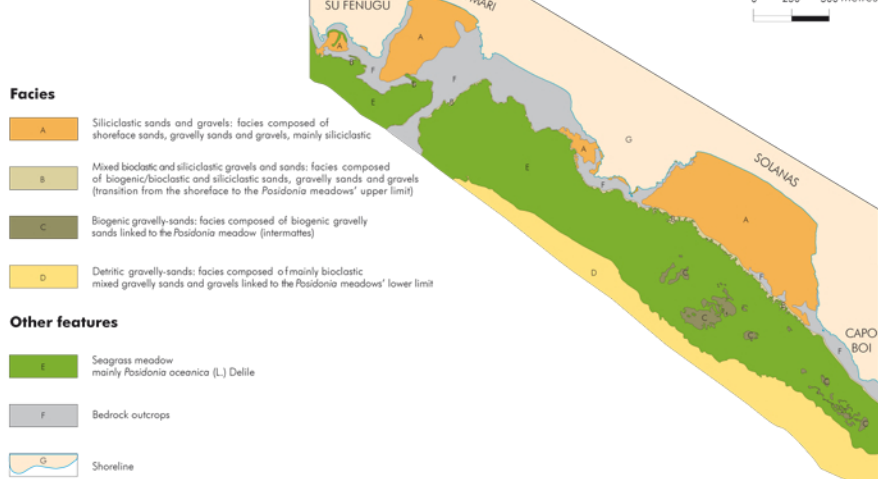 SU FENUGU
MARI
metres
Facies
A
Siliciclastic sands and gravels: facies composed of
shoreface sands, gravelly sands and gravels, mainly siliciclastic
B
Mixed bioclastic and siliciclastic gravels and sands: facies composed
of biogenic/bioclastic and siliciclastic sands, gravelly sands and gravels
(transition from the shoreface to the Posidonia meadows' upper limit)
C
Biogenic gravelly-sands: facies composed of biogenic gravelly
sands linked to the Posidonia meadow (intermattes)
D
Detritic gravelly-sands: facies composed of mainly bioclastic
mixed gravelly sands and gravels linked to the Posidonia meadows' lower limit
Other features
E
Seagrass meadow
mainly Posidonia oceanica (L.) Delile
F
Bedrock outcrops
G
Shoreline
A
A
F
F
E
G
A
E
F
SOLANAS
A
D
C
C
F
CAPO
BOI